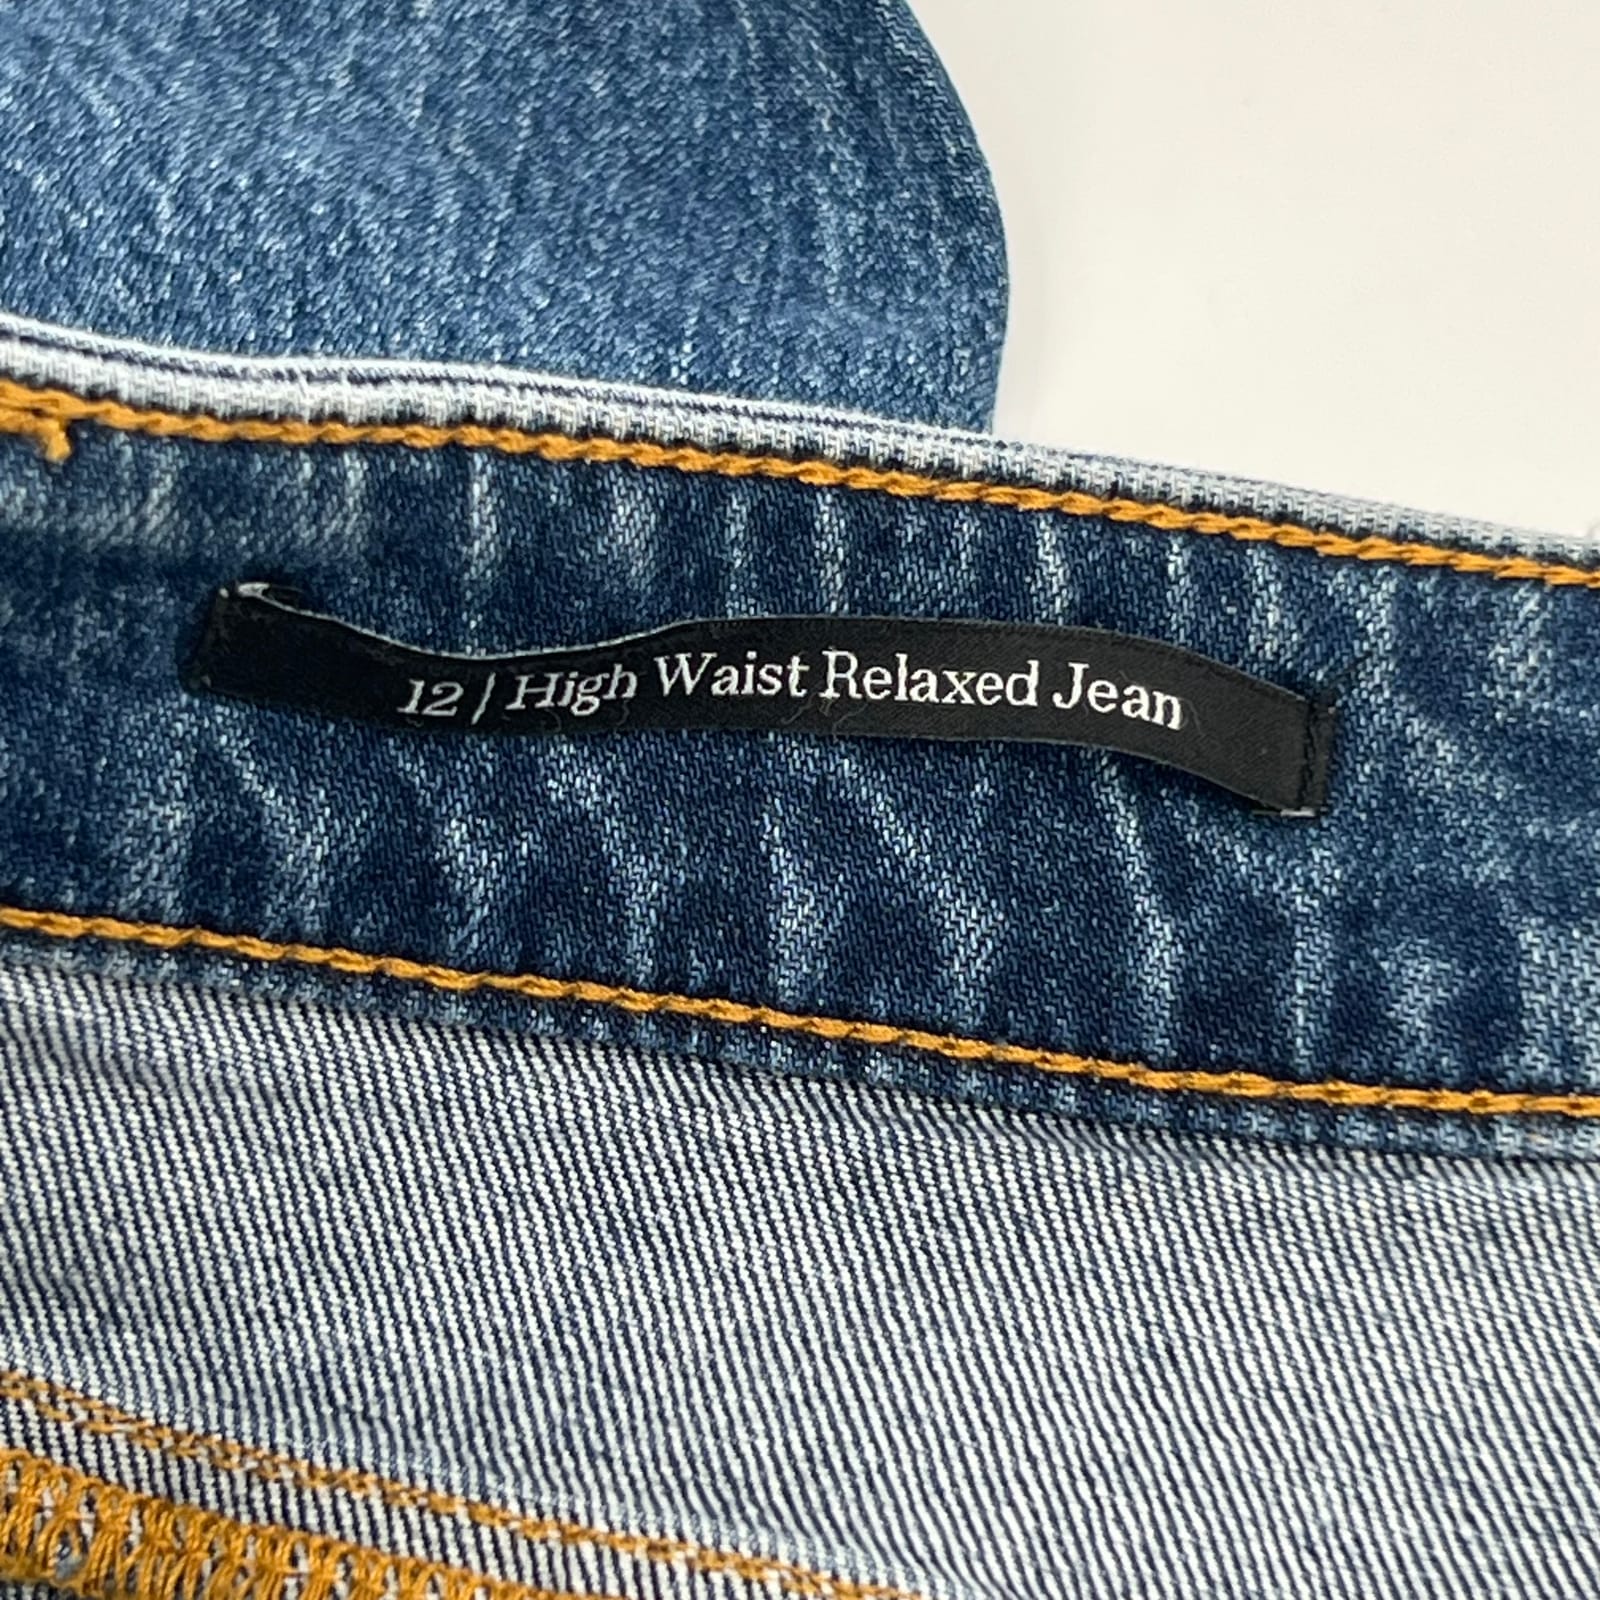 12 / High Waist Relaxed Jean